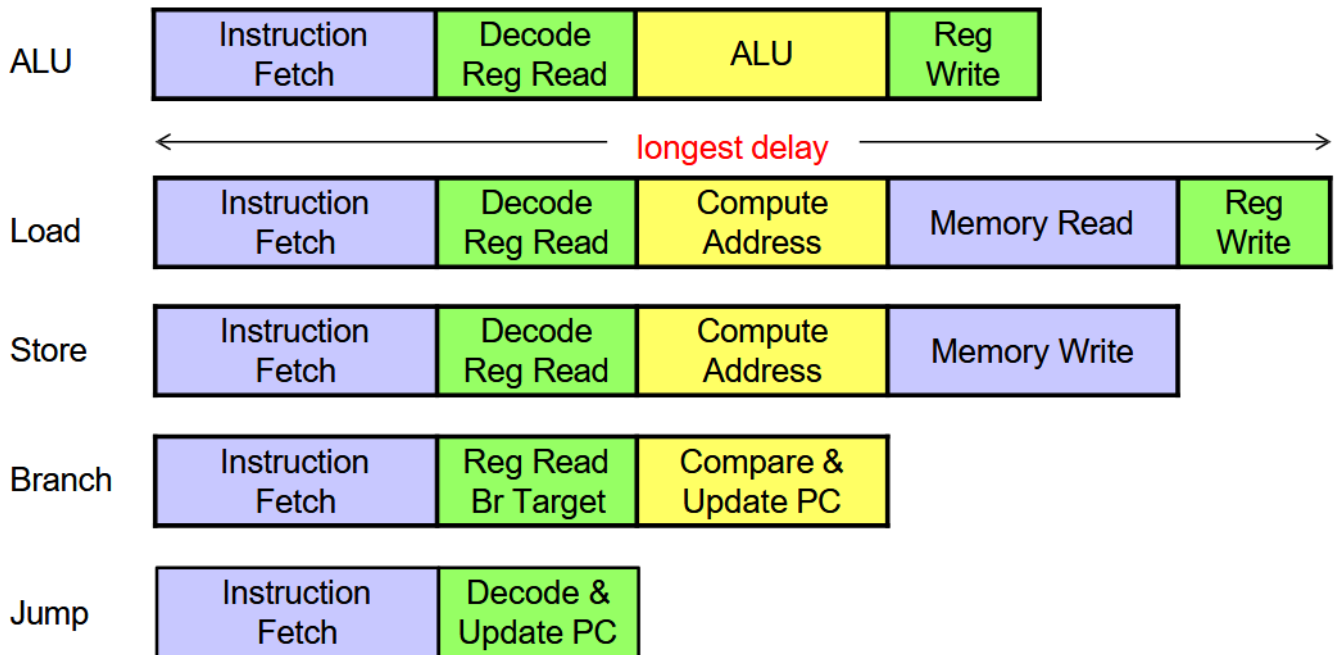 ALU
Instruction
Fetch
Decode
Reg Read
ALU
Reg
Write
longest delay
Load
Instruction
Fetch
Decode
Reg Read
Compute
Address
Memory Read
Reg
Write
Store
Instruction
Fetch
Decode
Reg Read
Compute
Address
Memory Write
Branch
Instruction
Fetch
Reg Read
Br Target
Compare &
Update PC
Jump
Instruction
Fetch
Decode &
Update PC